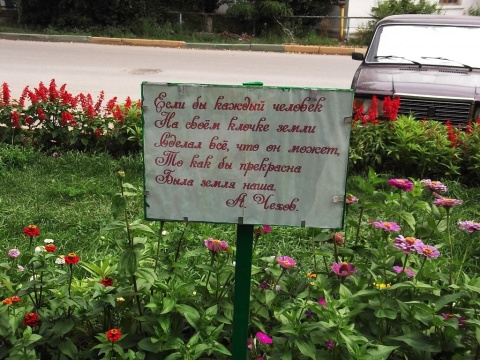 Если бы каждый человек
На своём клочке земли
Сделал всё, что он может,
То как бы прекрасна
Была земля наша.
А. Чехов.